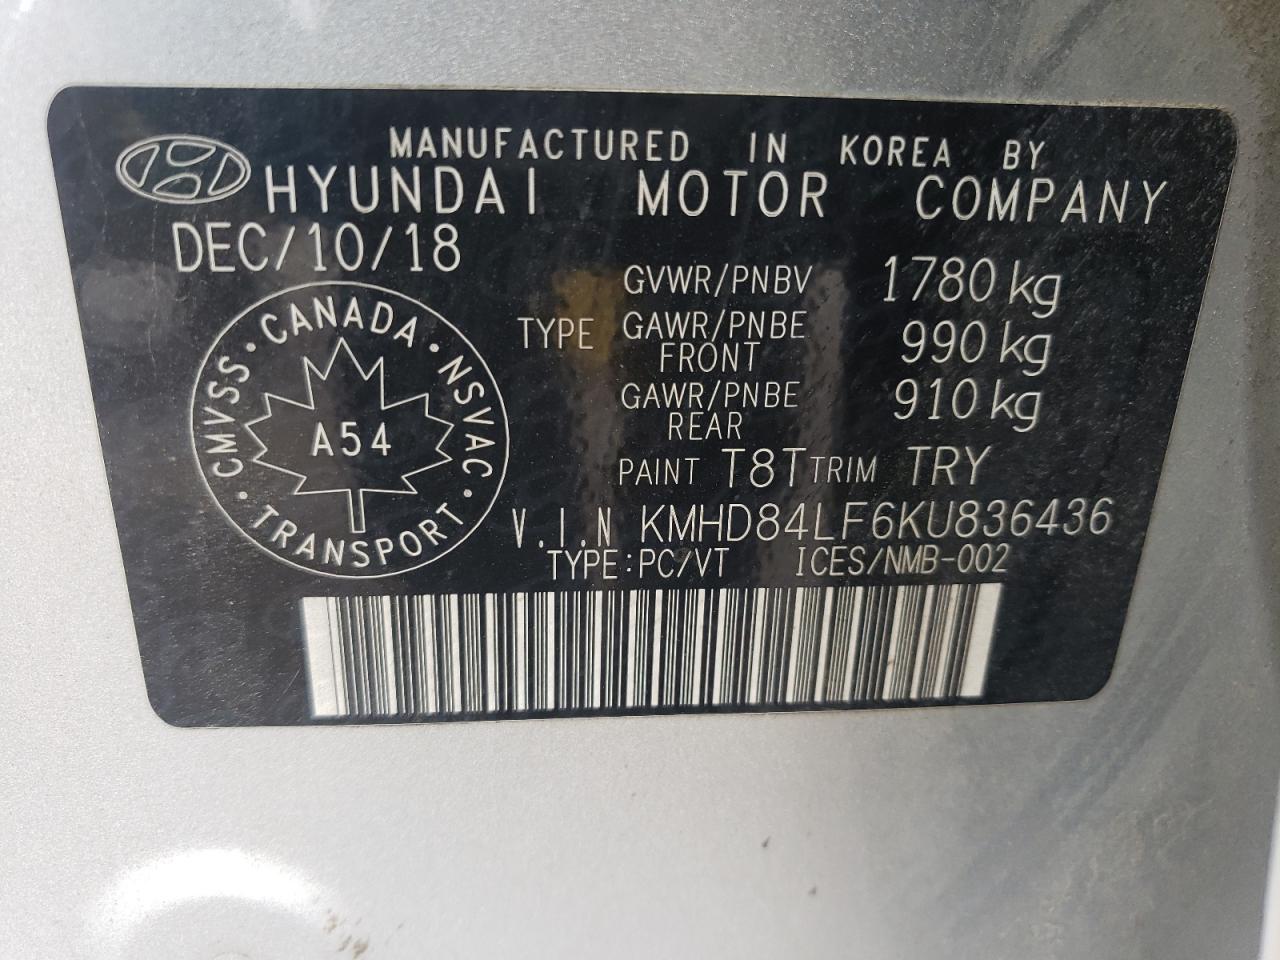 MANUFACTURED IN KOREA BY
HYUNDAI MOTOR COMPANY
DEC/10/18
GVWR/PNBV 1780 kg
TYPE GAWR/PNBE FRONT 990 kg
GAWR/PNBE REAR 910 kg
CMVSS · CANADA · NSVAC · TRANSPORT ·
A54
PAINT T8T TRIM TRY
V.I.N KMHD84LF6KU836436
TYPE:PC/VT ICES/NMB-002